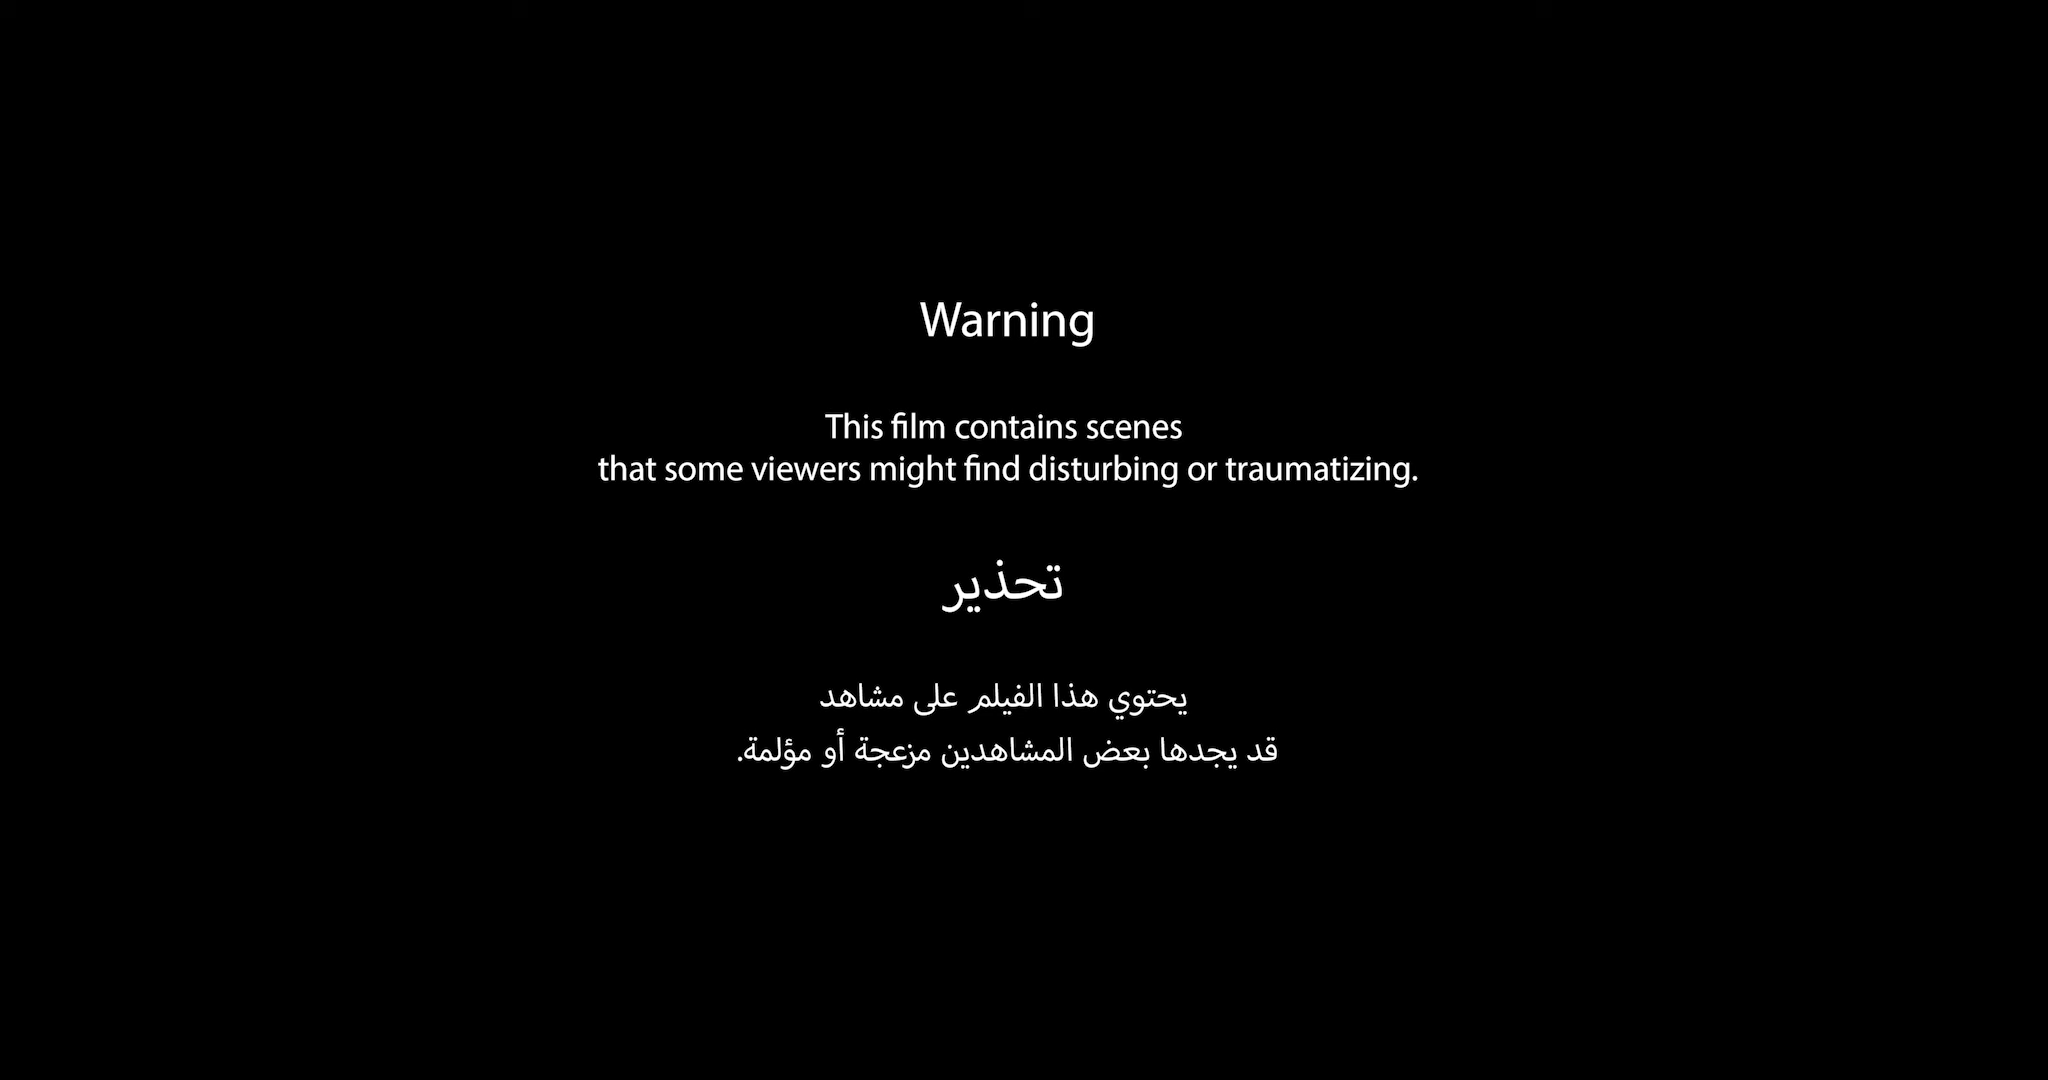 Warning
This film contains scenes
that some viewers might find disturbing or traumatizing.
تحذير
يحتوي هذا الفيلم على مشاهد
قد يجدها بعض المشاهدين مزعجة أو مؤلمة.